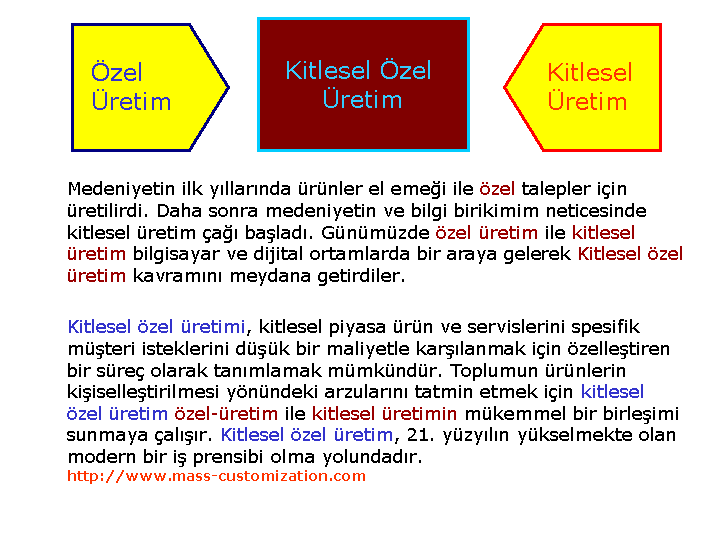 Özel
Üretim
Kitlesel Özel
Üretim
Kitlesel
Üretim
Medeniyetin ilk yıllarında ürünler el emeği ile özel talepler için
üretilirdi. Daha sonra medeniyetin ve bilgi birikimim neticesinde
kitlesel üretim çağı başladı. Günümüzde özel üretim ile kitlesel
üretim bilgisayar ve dijital ortamlarda bir araya gelerek Kitlesel özel
üretim kavramını meydana getirdiler.
Kitlesel özel üretimi, kitlesel piyasa ürün ve servislerini spesifik
müşteri isteklerini düşük bir maliyetle karşılanmak için özelleştiren
bir süreç olarak tanımlamak mümkündür. Toplumun ürünlerin
kişiselleştirilmesi yönündeki arzularını tatmin etmek için kitlesel
özel üretim özel-üretim ile kitlesel üretimin mükemmel bir birleşimi
sunmaya çalışır. Kitlesel özel üretim, 21. yüzyılın yükselmekte olan
modern bir iş prensibi olma yolundadır.
http://www.mass-customization.com